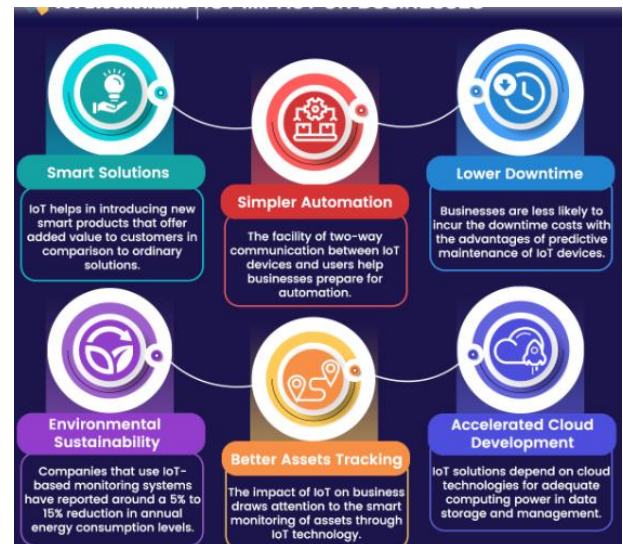 IOT IMPACT ON BUSINESSES
Smart Solutions
IoT helps in introducing new
smart products that offer
added value to customers in
comparison to ordinary
solutions.
Simpler Automation
The facility of two-way
communication between IoT
devices and users help
businesses prepare for
automation.
Lower Downtime
Businesses are less likely to
incur the downtime costs with
the advantages of predictive
maintenance of IoT devices.
Environmental
Sustainability
Companies that use IoT-
based monitoring systems
have reported around a 5% to
15% reduction in annual
energy consumption levels.
Better Assets Tracking
The impact of IoT on business
draws attention to the smart
monitoring of assets through
IoT technology.
Accelerated Cloud
Development
IoT solutions depend on cloud
technologies for adequate
computing power in data
storage and management.